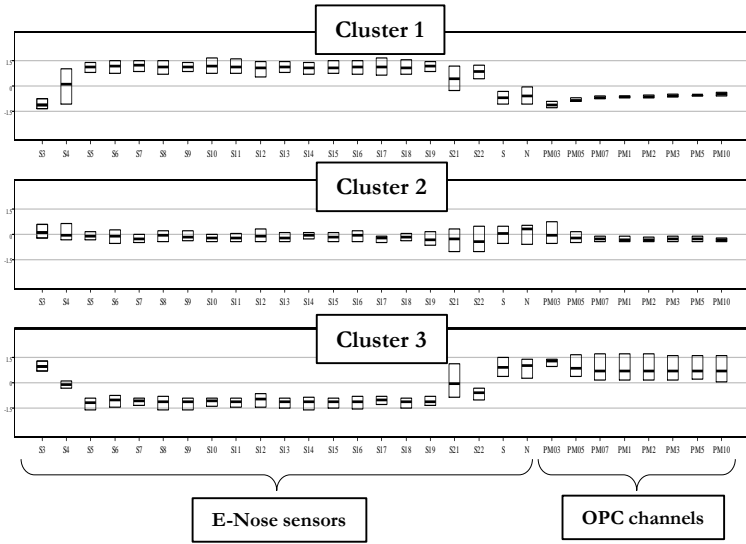 Cluster 1
1.5
0
-1.5
S3 S4 S5 S6 S7 S8 S9 S10 S11 S12 S13 S14 S15 S16 S17 S18 S19 S21 S22 S N PM03 PM05 PM07 PM1 PM2 PM3 PM5 PM10
Cluster 2
1.5
0
-1.5
S3 S4 S5 S6 S7 S8 S9 S10 S11 S12 S13 S14 S15 S16 S17 S18 S19 S21 S22 S N PM03 PM05 PM07 PM1 PM2 PM3 PM5 PM10
Cluster 3
1.5
0
-1.5
S3 S4 S5 S6 S7 S8 S9 S10 S11 S12 S13 S14 S15 S16 S17 S18 S19 S21 S22 S N PM03 PM05 PM07 PM1 PM2 PM3 PM5 PM10
E-Nose sensors OPC channels